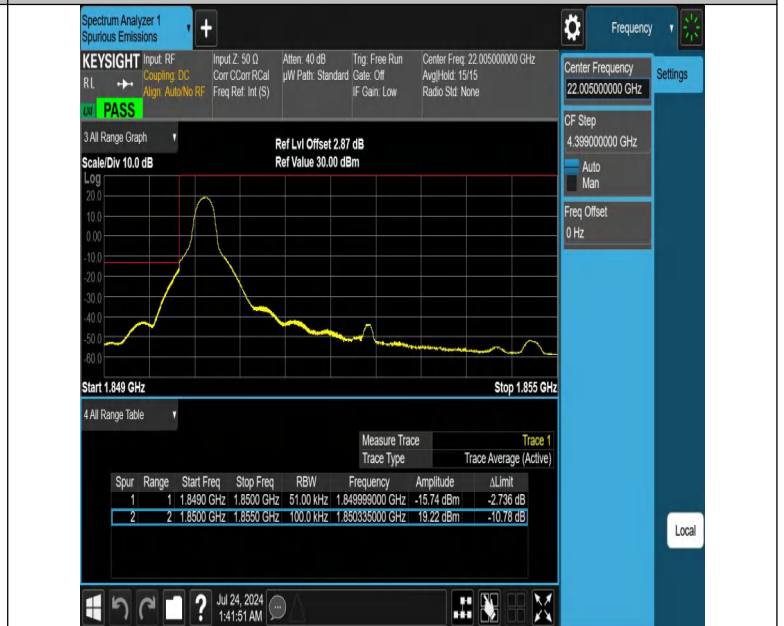 Spectrum Analyzer 1
Spurious Emissions
Frequency
KEYSIGHT
RL
LXI
PASS
Input: RF
Coupling: DC
Align: Auto/No RF
Input Z: 50 Ω
Corr CCorr RCal
Freq Ref: Int (S)
Atten: 40 dB
µW Path: Standard
Trig: Free Run
Gate: Off
IF Gain: Low
Center Freq: 22.005000000 GHz
Avg|Hold: 15/15
Radio Std: None
Center Frequency
22.005000000 GHz
Settings
CF Step
4.399000000 GHz
Auto
Man
Freq Offset
0 Hz
3 All Range Graph
Scale/Div 10.0 dB
Ref Lvl Offset 2.87 dB
Ref Value 30.00 dBm
Log
20.0
10.0
0.00
-10.0
-20.0
-30.0
-40.0
-50.0
-60.0
Start 1.849 GHz
Stop 1.855 GHz
4 All Range Table
Measure Trace Trace 1
Trace Type Trace Average (Active)
Spur Range Start Freq Stop Freq RBW Frequency Amplitude ΔLimit
1 1 1.8490 GHz 1.8500 GHz 51.00 kHz 1.849999000 GHz -15.74 dBm -2.736 dB
2 2 1.8500 GHz 1.8550 GHz 100.0 kHz 1.850335000 GHz 19.22 dBm -10.78 dB
Local
?
Jul 24, 2024
1:41:51 AM